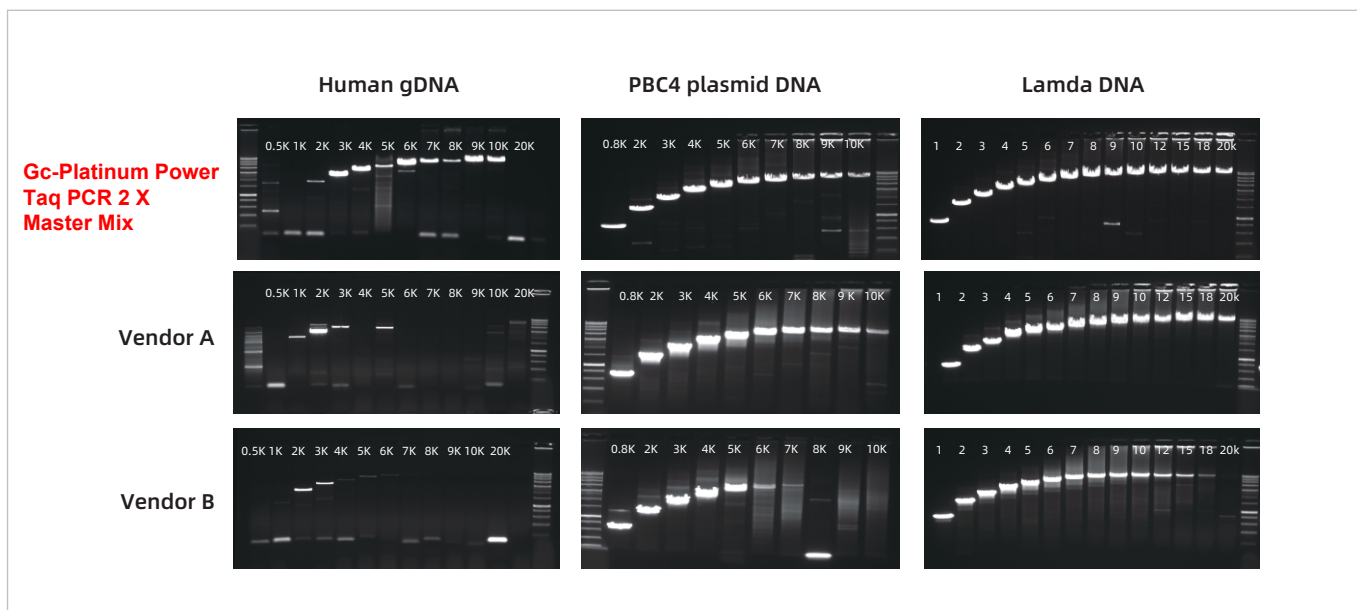 Human gDNA
PBC4 plasmid DNA
Lamda DNA
Gc-Platinum Power
Taq PCR 2 X
Master Mix
0.5K 1K 2K 3K 4K 5K 6K 7K 8K 9K 10K 20K
0.8K 2K 3K 4K 5K 6K 7K 8K 9K 10K
1 2 3 4 5 6 7 8 9 10 12 15 18 20k
Vendor A
0.5K 1K 2K 3K 4K 5K 6K 7K 8K 9K 10K 20K
0.8K 2K 3K 4K 5K 6K 7K 8K 9 K 10K
1 2 3 4 5 6 7 8 9 10 12 15 18 20k
Vendor B
0.5K 1K 2K 3K 4K 5K 6K 7K 8K 9K 10K 20K
0.8K 2K 3K 4K 5K 6K 7K 8K 9K 10K
1 2 3 4 5 6 7 8 9 10 12 15 18 20k